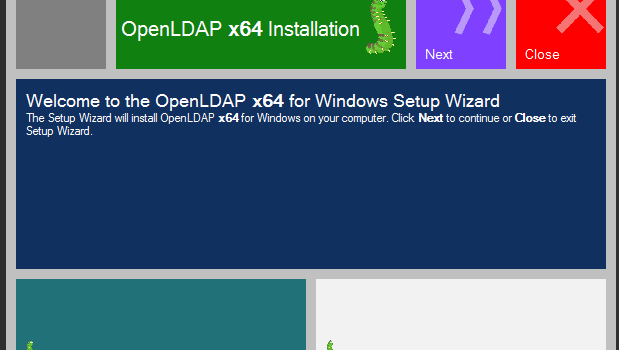 OpenLDAP x64 Installation
Next
Close
Welcome to the OpenLDAP x64 for Windows Setup Wizard
The Setup Wizard will install OpenLDAP x64 for Windows on your computer. Click Next to continue or Close to exit
Setup Wizard.